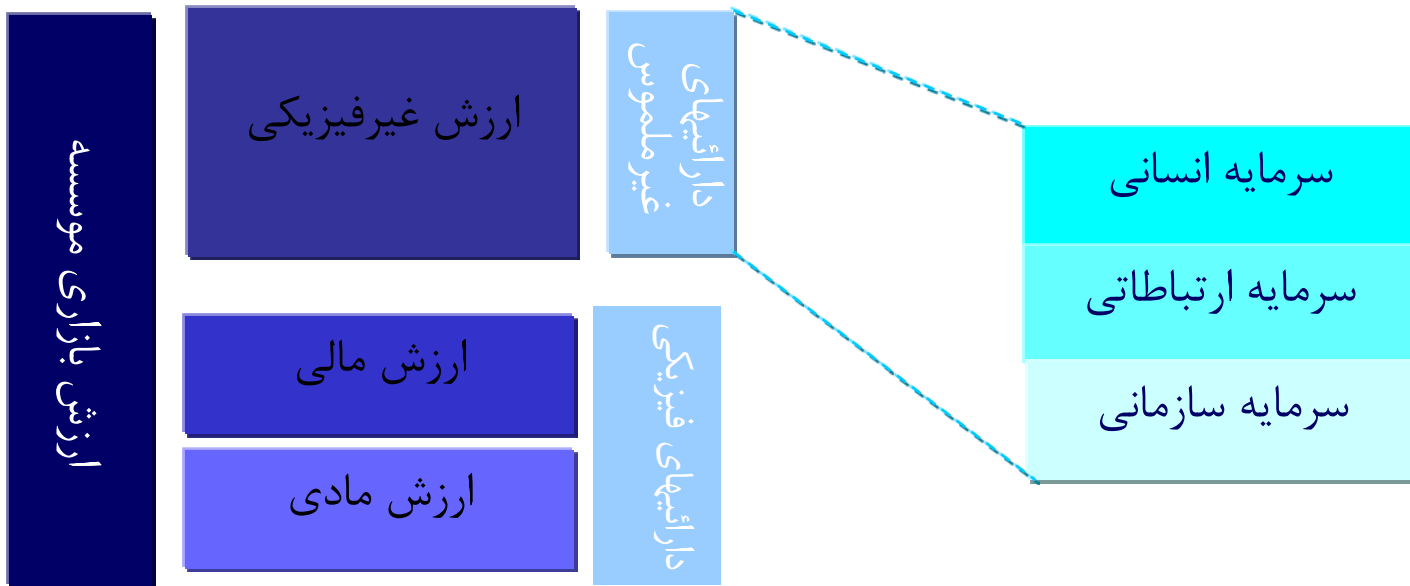 ارزش بازاری موسسه
ارزش غیرفیزیکی
ارزش مالی
ارزش مادی
دارائیهای
غیرملموس
دارائیهای فیزیکی
سرمایه انسانی
سرمایه ارتباطاتی
سرمایه سازمانی